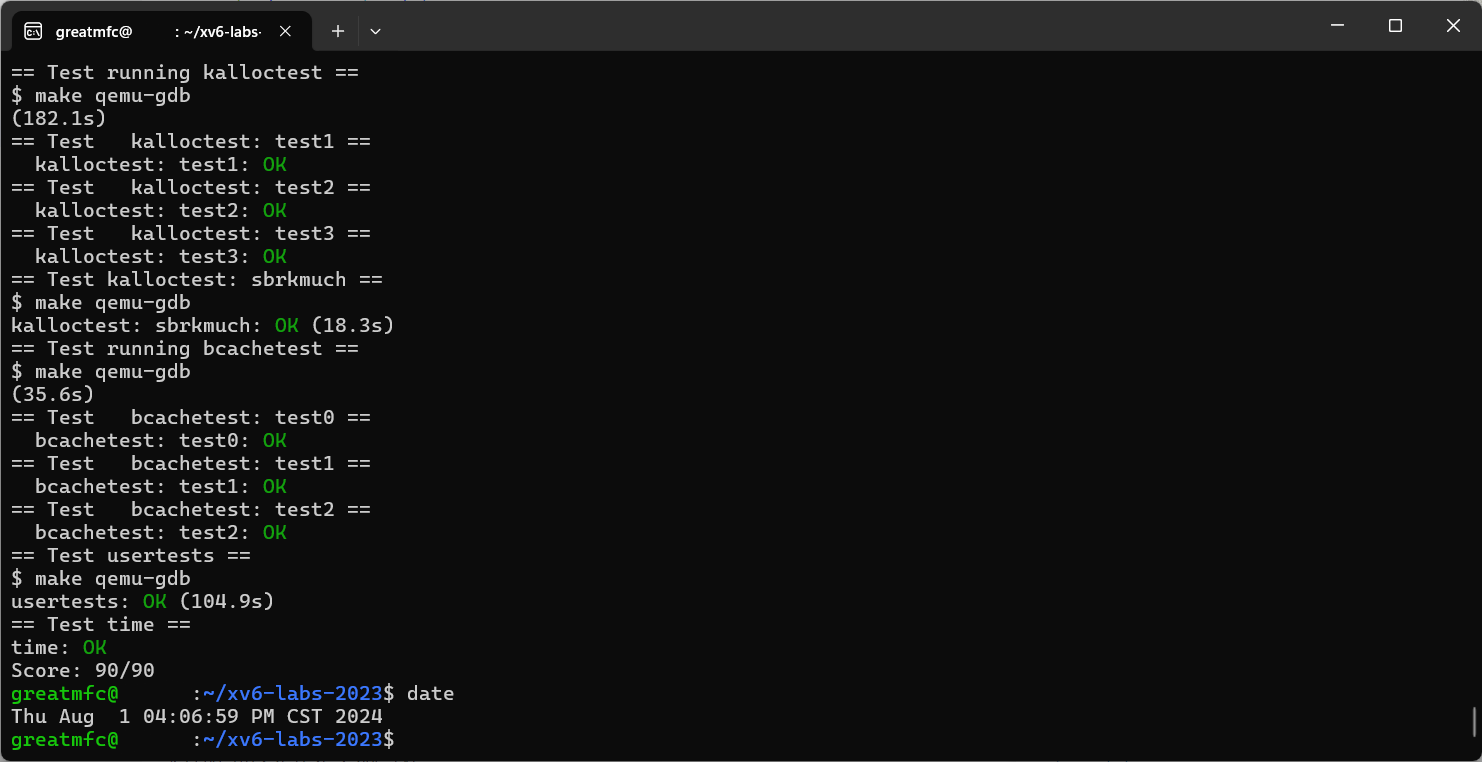 greatmfc@ : ~/xv6-labs-
== Test running kalloctest ==
$ make qemu-gdb
(182.1s)
== Test   kalloctest: test1 ==
  kalloctest: test1: OK
== Test   kalloctest: test2 ==
  kalloctest: test2: OK
== Test   kalloctest: test3 ==
  kalloctest: test3: OK
== Test kalloctest: sbrkmuch ==
$ make qemu-gdb
kalloctest: sbrkmuch: OK (18.3s)
== Test running bcachetest ==
$ make qemu-gdb
(35.6s)
== Test   bcachetest: test0 ==
  bcachetest: test0: OK
== Test   bcachetest: test1 ==
  bcachetest: test1: OK
== Test   bcachetest: test2 ==
  bcachetest: test2: OK
== Test usertests ==
$ make qemu-gdb
usertests: OK (104.9s)
== Test time ==
time: OK
Score: 90/90
greatmfc@      :~/xv6-labs-2023$ date
Thu Aug  1 04:06:59 PM CST 2024
greatmfc@      :~/xv6-labs-2023$